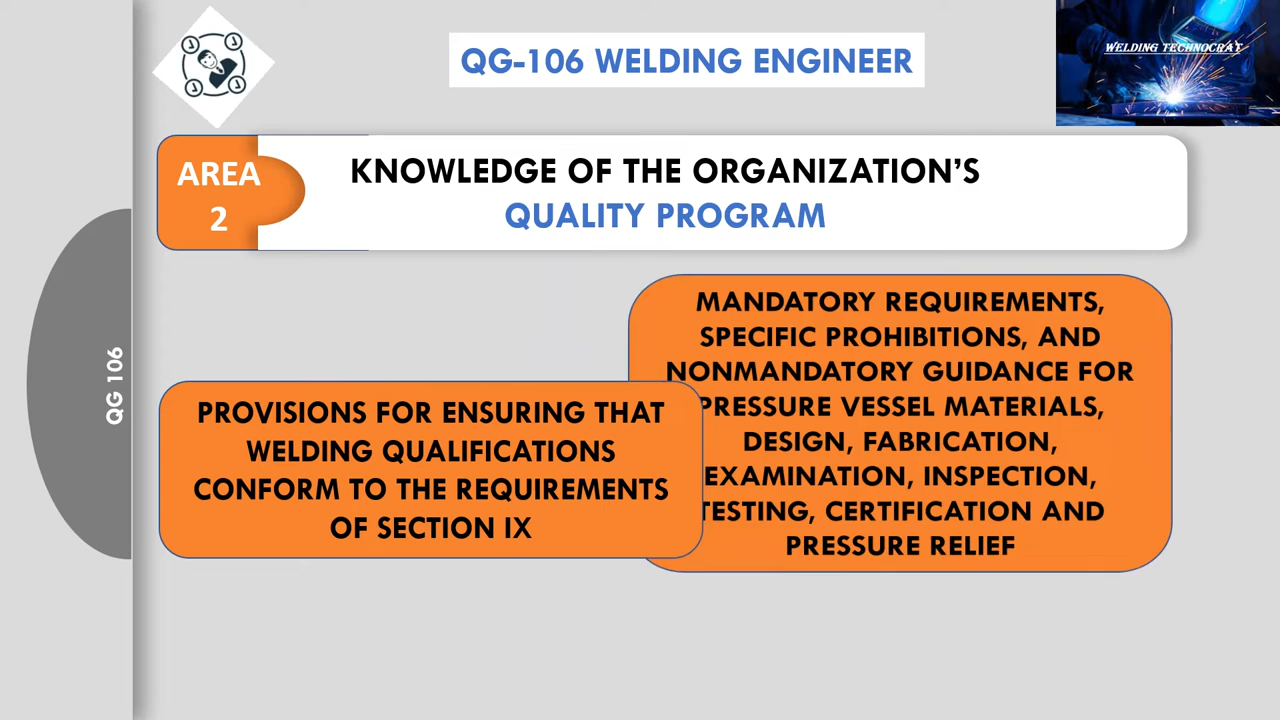 QG-106 WELDING ENGINEER
WELDING TECHNOCRAT
AREA
2
KNOWLEDGE OF THE ORGANIZATION’S
QUALITY PROGRAM
QG 106
PROVISIONS FOR ENSURING THAT
WELDING QUALIFICATIONS
CONFORM TO THE REQUIREMENTS
OF SECTION IX
MANDATORY REQUIREMENTS,
SPECIFIC PROHIBITIONS, AND
NONMANDATORY GUIDANCE FOR
PRESSURE VESSEL MATERIALS,
DESIGN, FABRICATION,
EXAMINATION, INSPECTION,
TESTING, CERTIFICATION AND
PRESSURE RELIEF